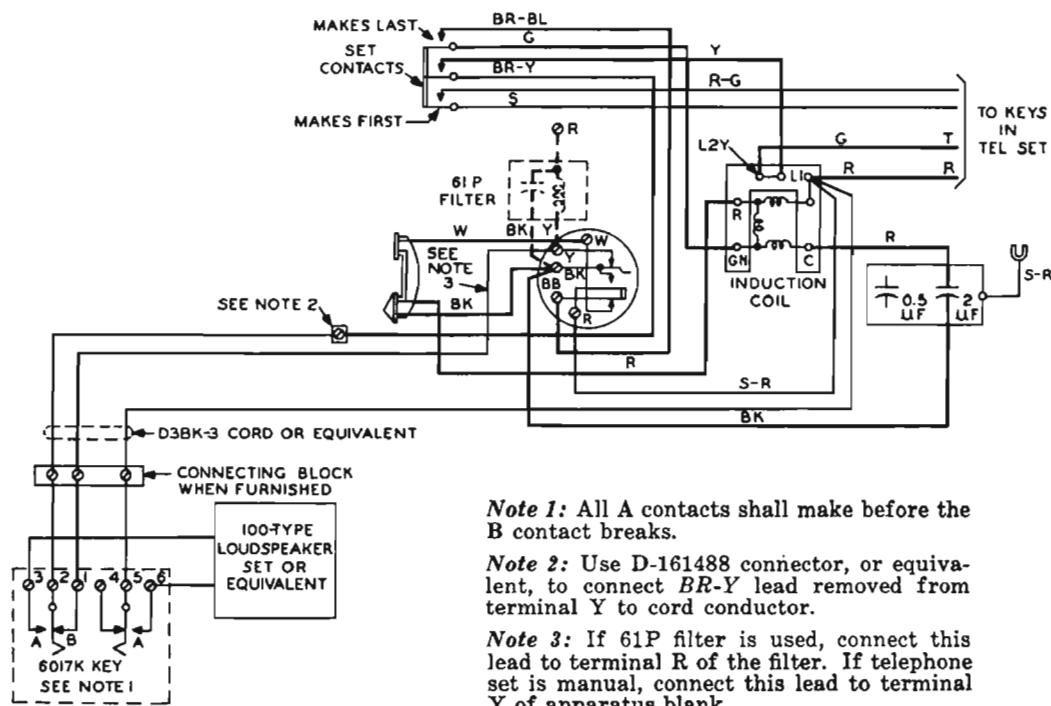 MAKES LAST
BR-BL
G
SET
CONTACTS
BR-Y
Y
R-G
S
MAKES FIRST
TO KEYS
IN
TEL SET
R
L2Y
G
T
L1
R
R
61P
FILTER
BK
Y
W
W
Y
SEE
NOTE
3
BK
BB
BK
R
R
GN
C
INDUCTION
COIL
R
S-R
0.5
µF
2
µF
SEE NOTE 2
R
S-R
BK
D3BK-3 CORD OR EQUIVALENT
CONNECTING BLOCK
WHEN FURNISHED
100-TYPE
LOUDSPEAKER
SET OR
EQUIVALENT
3
2
1
4
5
6
A
B
A
6017K KEY
SEE NOTE 1
Note 1: All A contacts shall make before the
B contact breaks.
Note 2: Use D-161488 connector, or equiva-
lent, to connect BR-Y lead removed from
terminal Y to cord conductor.
Note 3: If 61P filter is used, connect this
lead to terminal R of the filter. If telephone
set is manual, connect this lead to terminal
Y of apparatus blank.